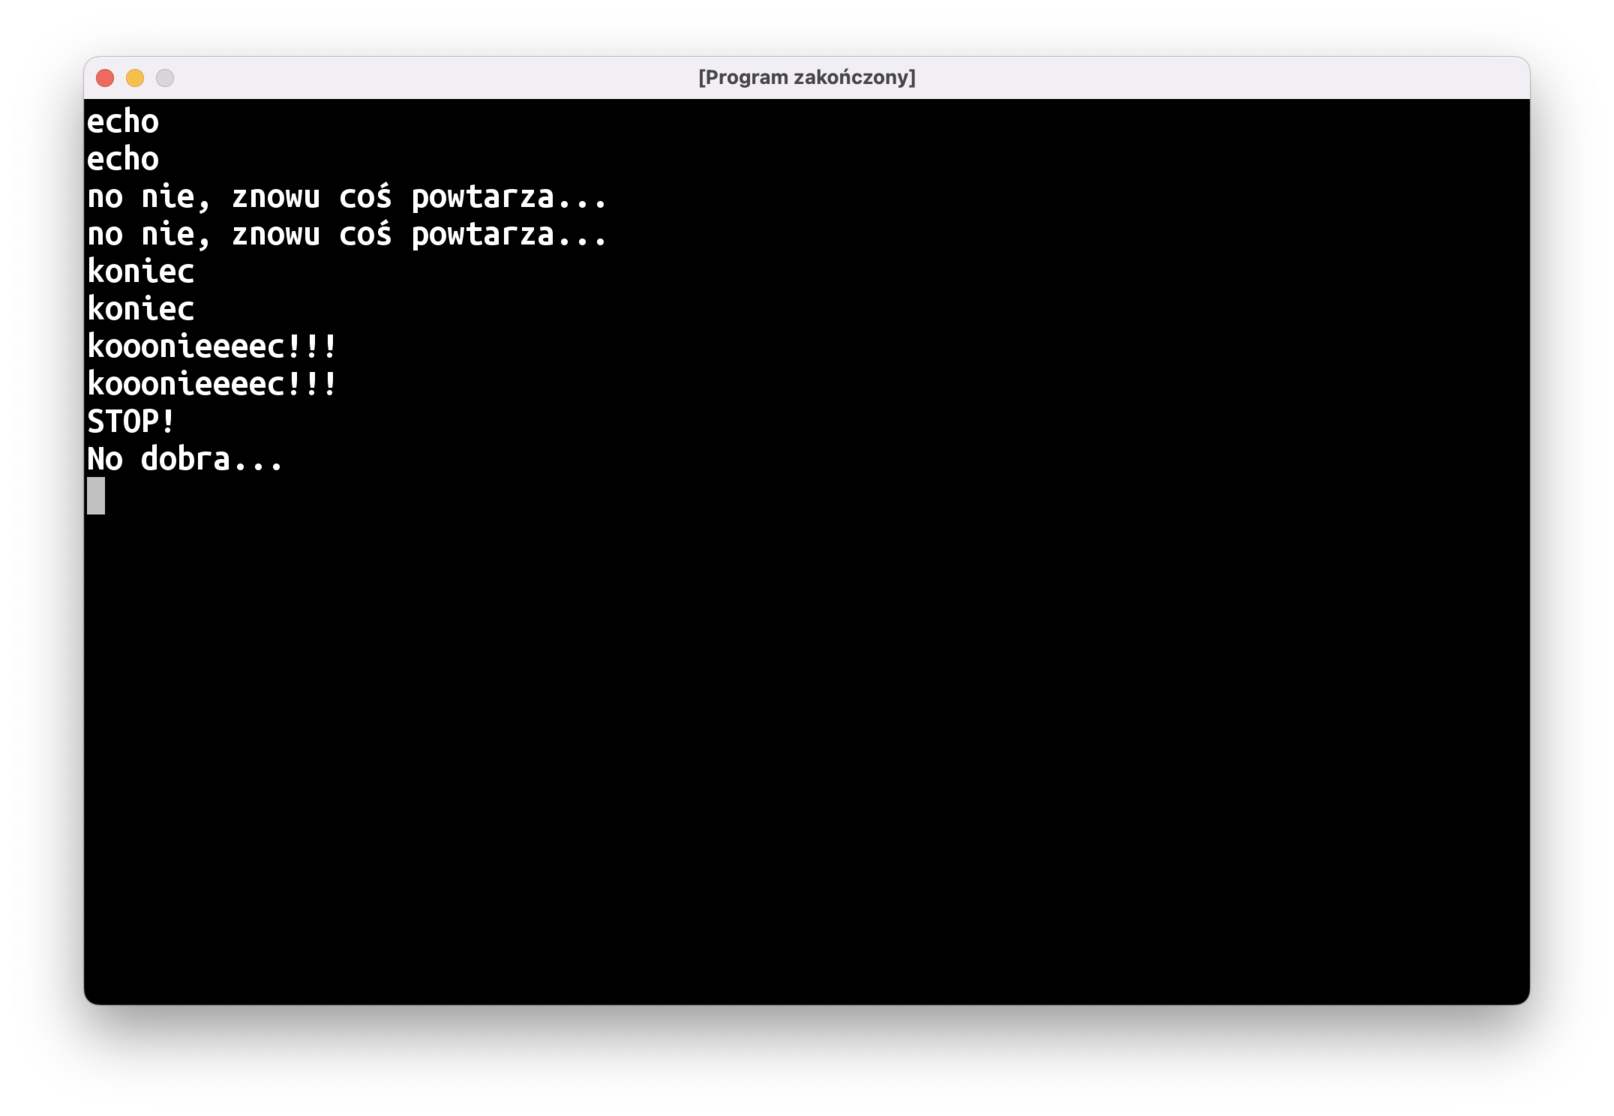 [Program zakończony]
echo
echo
no nie, znowu coś powtarza...
no nie, znowu coś powtarza...
koniec
koniec
kooonieeeec!!!
kooonieeeec!!!
STOP!
No dobra...